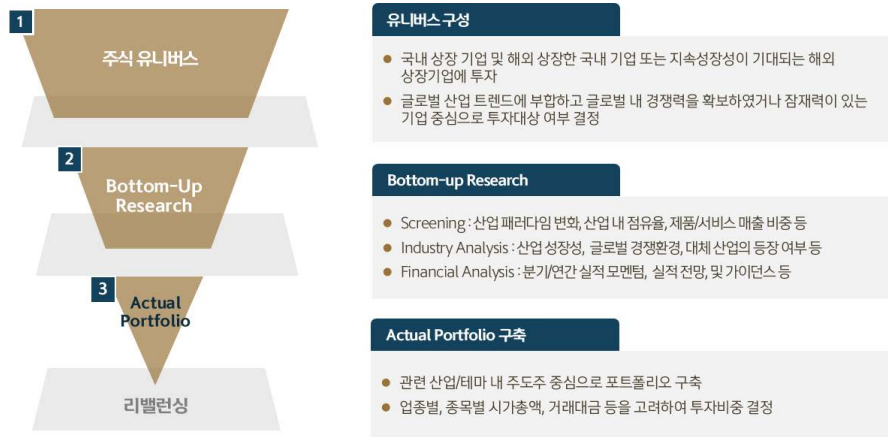 1
주식 유니버스
2
Bottom-Up
Research
3
Actual
Portfolio
리밸런싱
유니버스 구성
● 국내 상장 기업 및 해외 상장한 국내 기업 또는 지속성장성이 기대되는 해외
상장기업에 투자
● 글로벌 산업 트렌드에 부합하고 글로벌 내 경쟁력을 확보하였거나 잠재력이 있는
기업 중심으로 투자대상 여부 결정
Bottom-up Research
● Screening : 산업 패러다임 변화, 산업 내 점유율, 제품/서비스 매출 비중 등
● Industry Analysis : 산업 성장성, 글로벌 경쟁환경, 대체 산업의 등장 여부 등
● Financial Analysis : 분기/연간 실적 모멘텀, 실적 전망, 및 가이던스 등
Actual Portfolio 구축
● 관련 산업/테마 내 주도주 중심으로 포트폴리오 구축
● 업종별, 종목별 시가총액, 거래대금 등을 고려하여 투자비중 결정